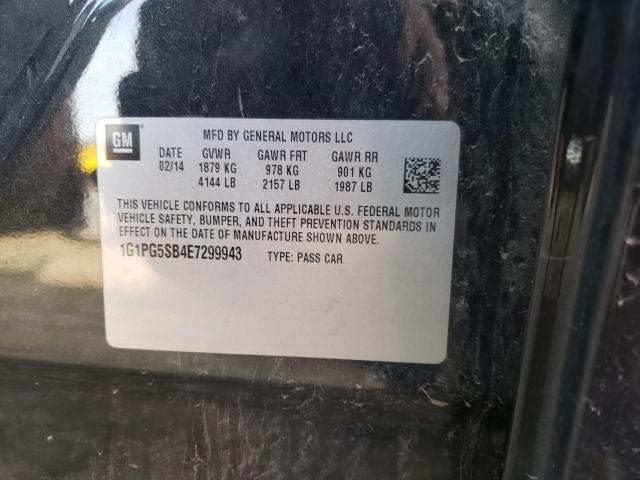 GM MFD BY GENERAL MOTORS LLC
DATE GVWR GAWR FRT GAWR RR
02/14 1879 KG 978 KG 901 KG
4144 LB 2157 LB 1987 LB
THIS VEHICLE CONFORMS TO ALL APPLICABLE U.S. FEDERAL MOTOR
VEHICLE SAFETY, BUMPER, AND THEFT PREVENTION STANDARDS IN
EFFECT ON THE DATE OF MANUFACTURE SHOWN ABOVE.
1G1PG5SB4E7299943 TYPE: PASS CAR